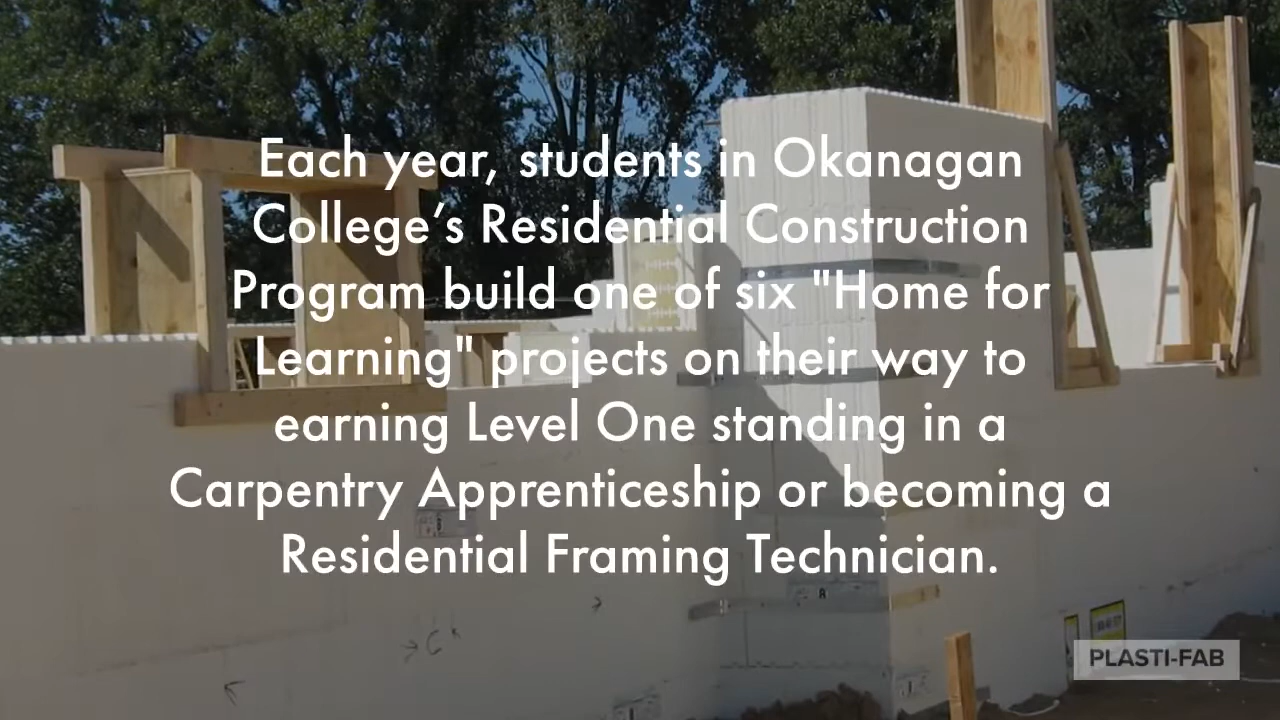 Each year, students in Okanagan
College’s Residential Construction
Program build one of six "Home for
Learning" projects on their way to
earning Level One standing in a
Carpentry Apprenticeship or becoming a
Residential Framing Technician.
PLASTI-FAB